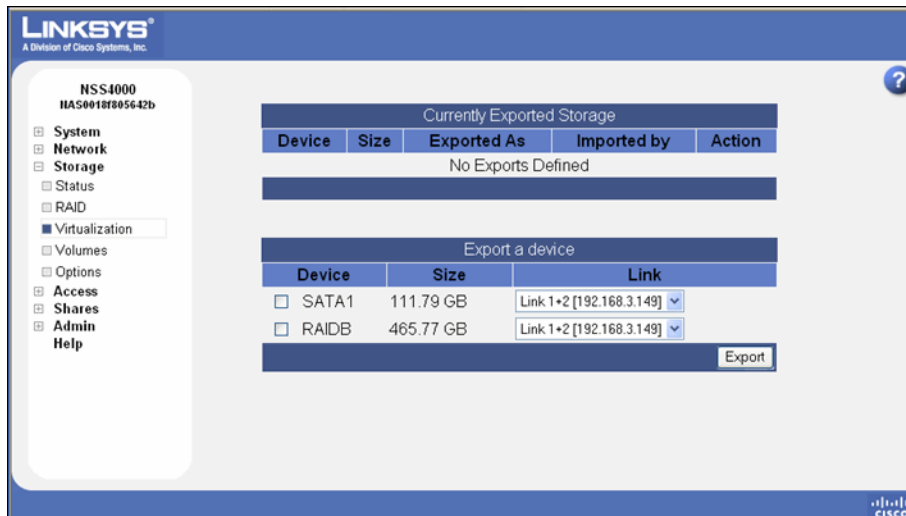 LINKSYS®
A Division of Cisco Systems, Inc.
?
NSS4000
NAS0018f805642b
System
Network
Storage
Status
RAID
Virtualization
Volumes
Options
Access
Shares
Admin
Help
Currently Exported Storage
Device Size Exported As Imported by Action
No Exports Defined
Export a device
Device Size Link
SATA1 111.79 GB Link 1+2 [192.168.3.149]
RAIDB 465.77 GB Link 1+2 [192.168.3.149]
Export
cisco